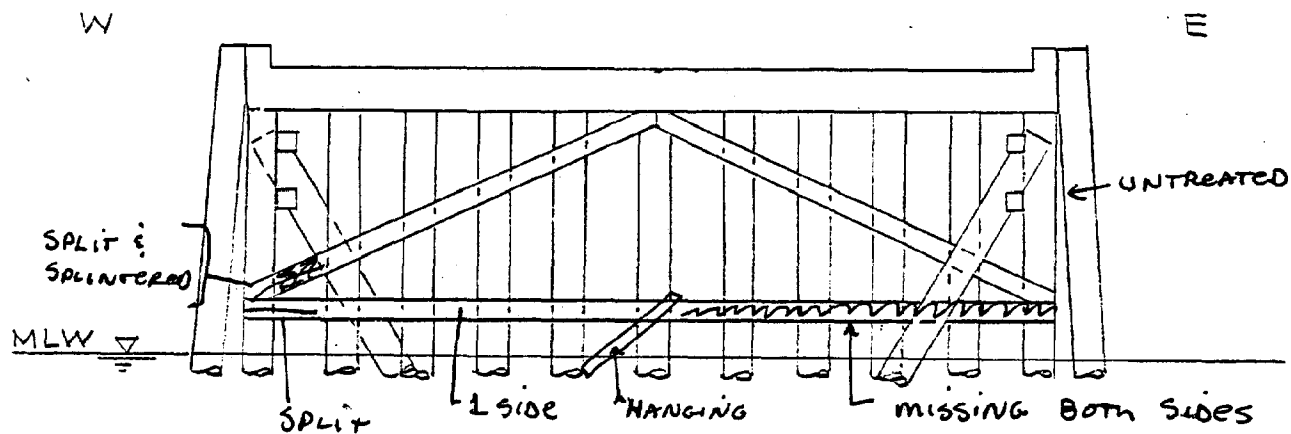 W
E
UNTREATED
SPLIT &
SPLINTERED
MLW
SPLIT
1 SIDE
HANGING
MISSING BOTH SIDES